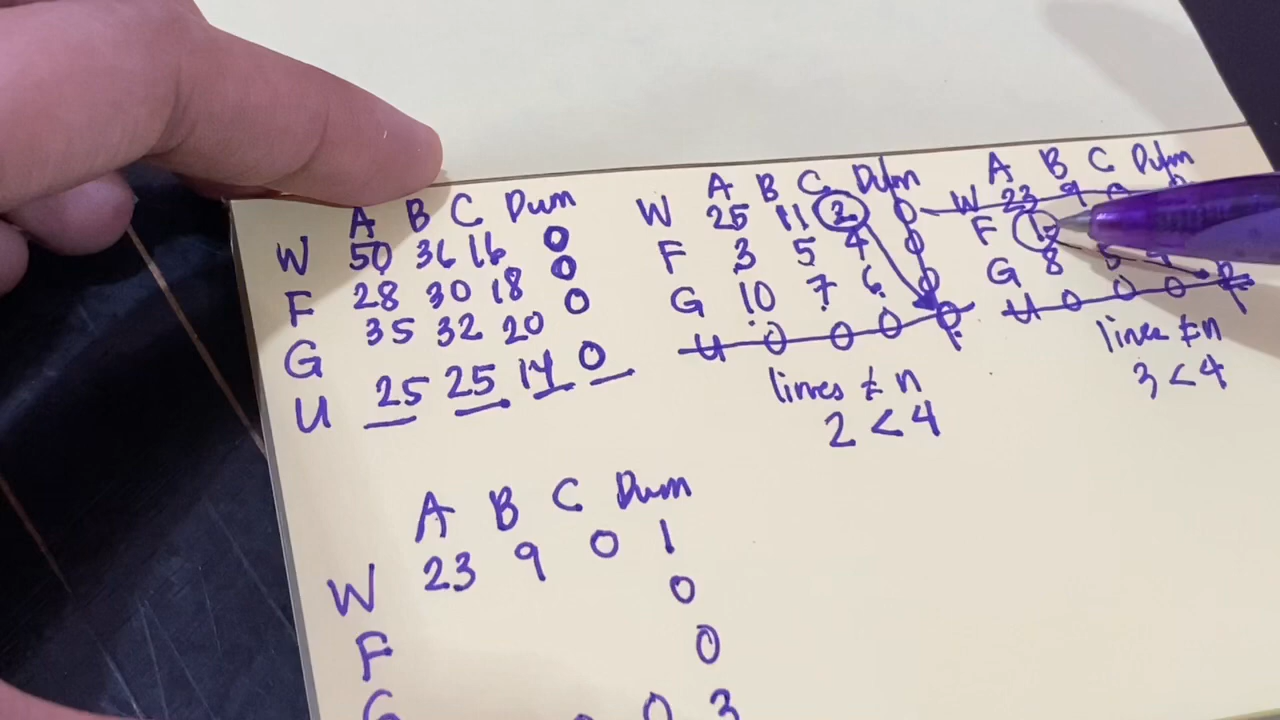 A B C Dum
W 50 36 16 0
F 28 30 18 0
G 35 32 20 0
U 25 25 14 0
A B C Dum
W 25 11 2 0
F 3 5 4 0
G 10 7 6 0
U 0 0 0 0
lines ≠ n
2 < 4
A B C Dum
W 23 9
F 1
G 8
U 0 0 0
lines ≠ n
3 < 4
A B C Dum
W 23 9 0 1
F 0
G 0
0 3